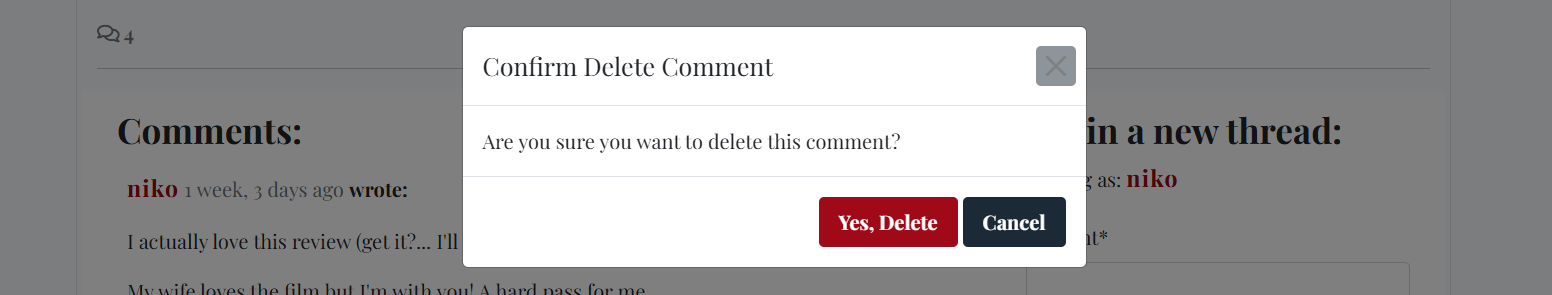 4
Confirm Delete Comment
Are you sure you want to delete this comment?
Yes, Delete Cancel
Comments:
niko 1 week, 3 days ago wrote:
I actually love this review (get it?... I'll
My wife loves the film but I'm with you! A hard pass for me
in a new thread:
as: niko